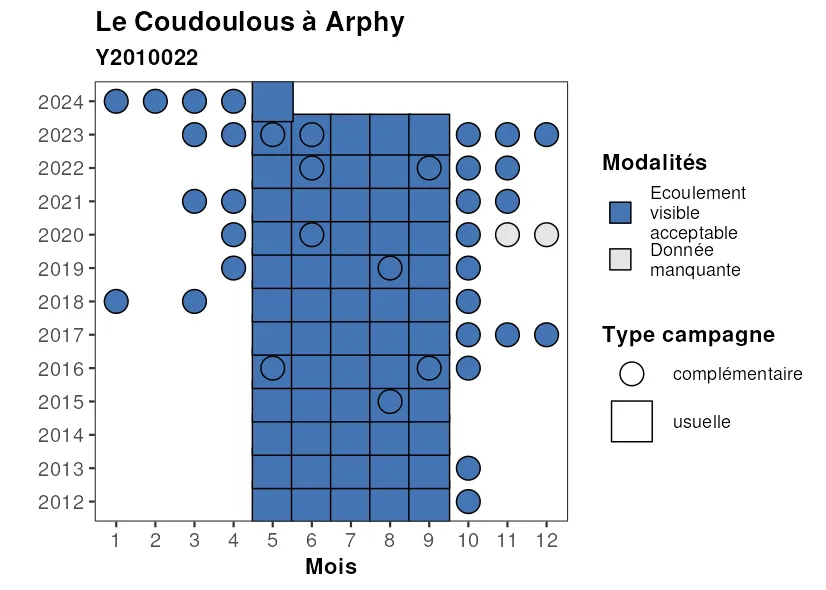 Le Coudoulous à Arphy
Y2010022
2024
2023
2022
2021
2020
2019
2018
2017
2016
2015
2014
2013
2012
1 2 3 4 5 6 7 8 9 10 11 12
Mois
Modalités
Ecoulement
visible
acceptable
Donnée
manquante
Type campagne
complémentaire
usuelle